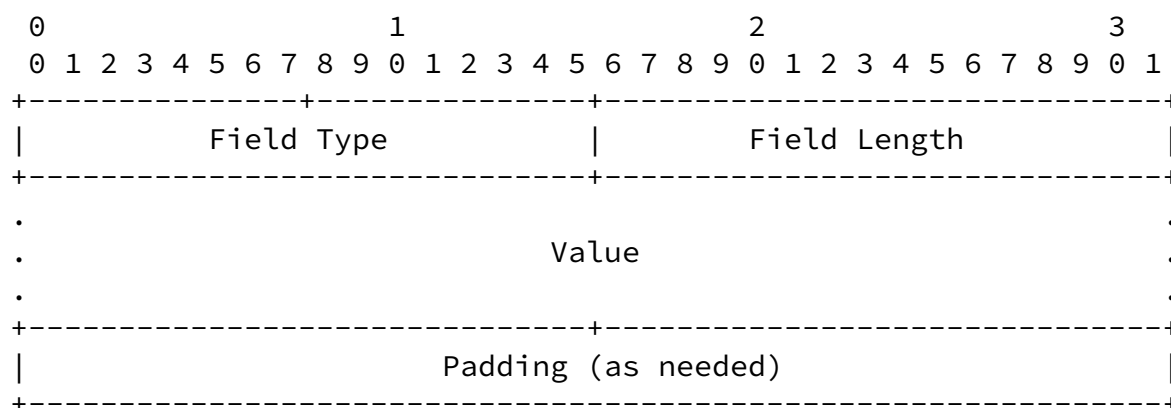 0                   1                   2                   3
 0 1 2 3 4 5 6 7 8 9 0 1 2 3 4 5 6 7 8 9 0 1 2 3 4 5 6 7 8 9 0 1
+---------------+---------------+-------------------------------+
|          Field Type           |        Field Length           |
+-------------------------------+-------------------------------+
.                                                               .
.                             Value                             .
.                                                               .
+-------------------------------+-------------------------------+
|                       Padding (as needed)                     |
+---------------------------------------------------------------+